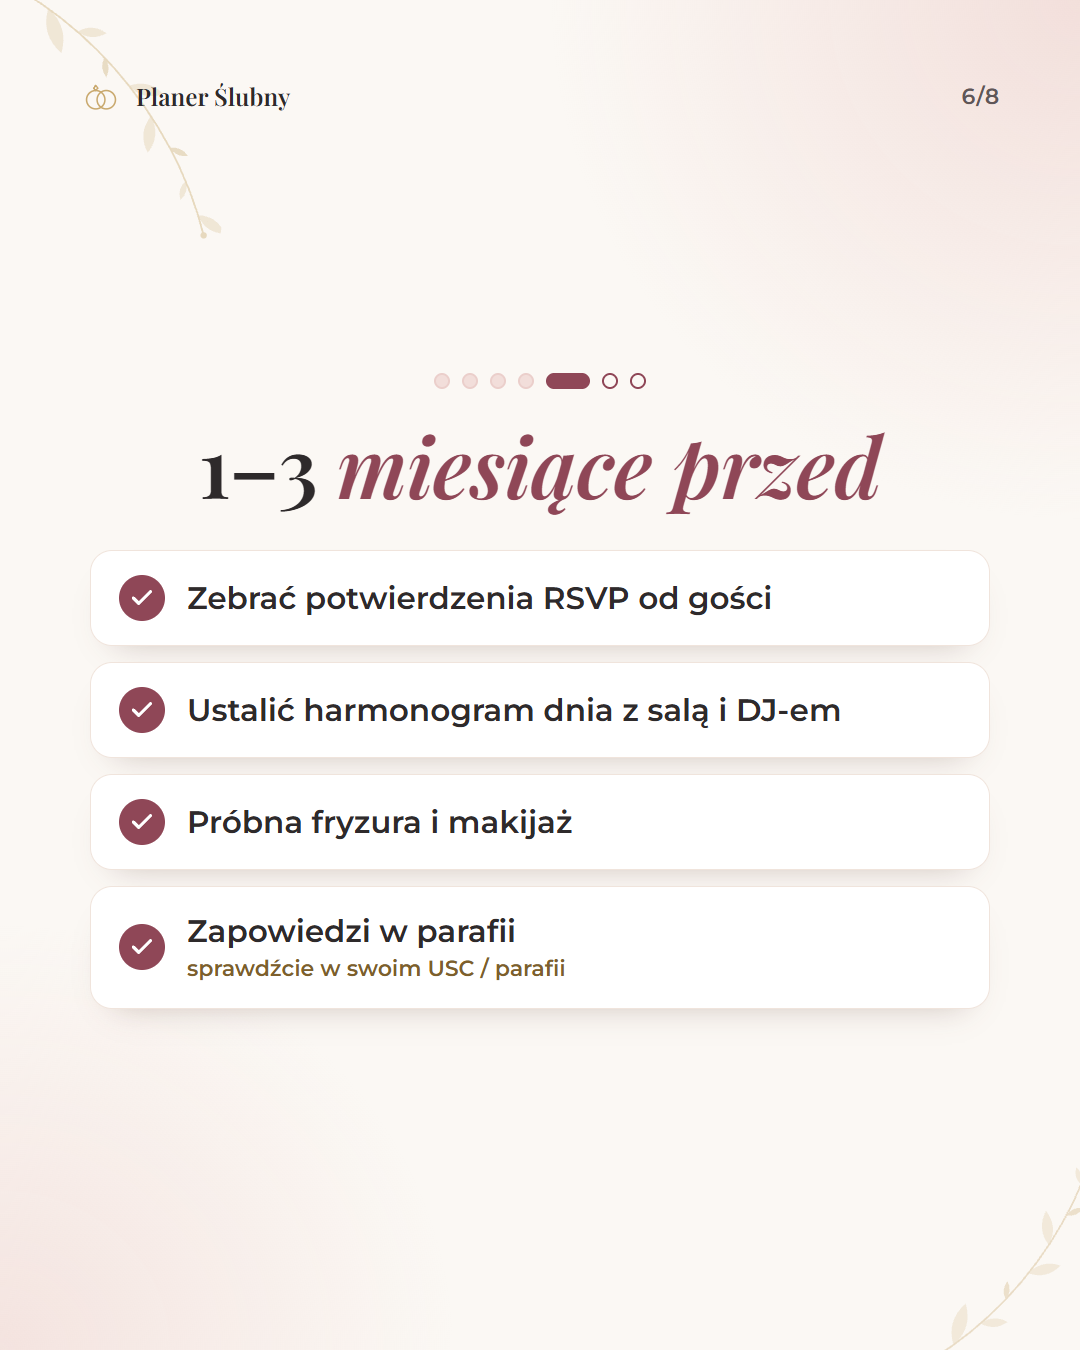 Planer Ślubny
6/8
1–3 miesiące przed
Zebrać potwierdzenia RSVP od gości
Ustalić harmonogram dnia z salą i DJ-em
Próbna fryzura i makijaż
Zapowiedzi w parafii
sprawdźcie w swoim USC / parafii